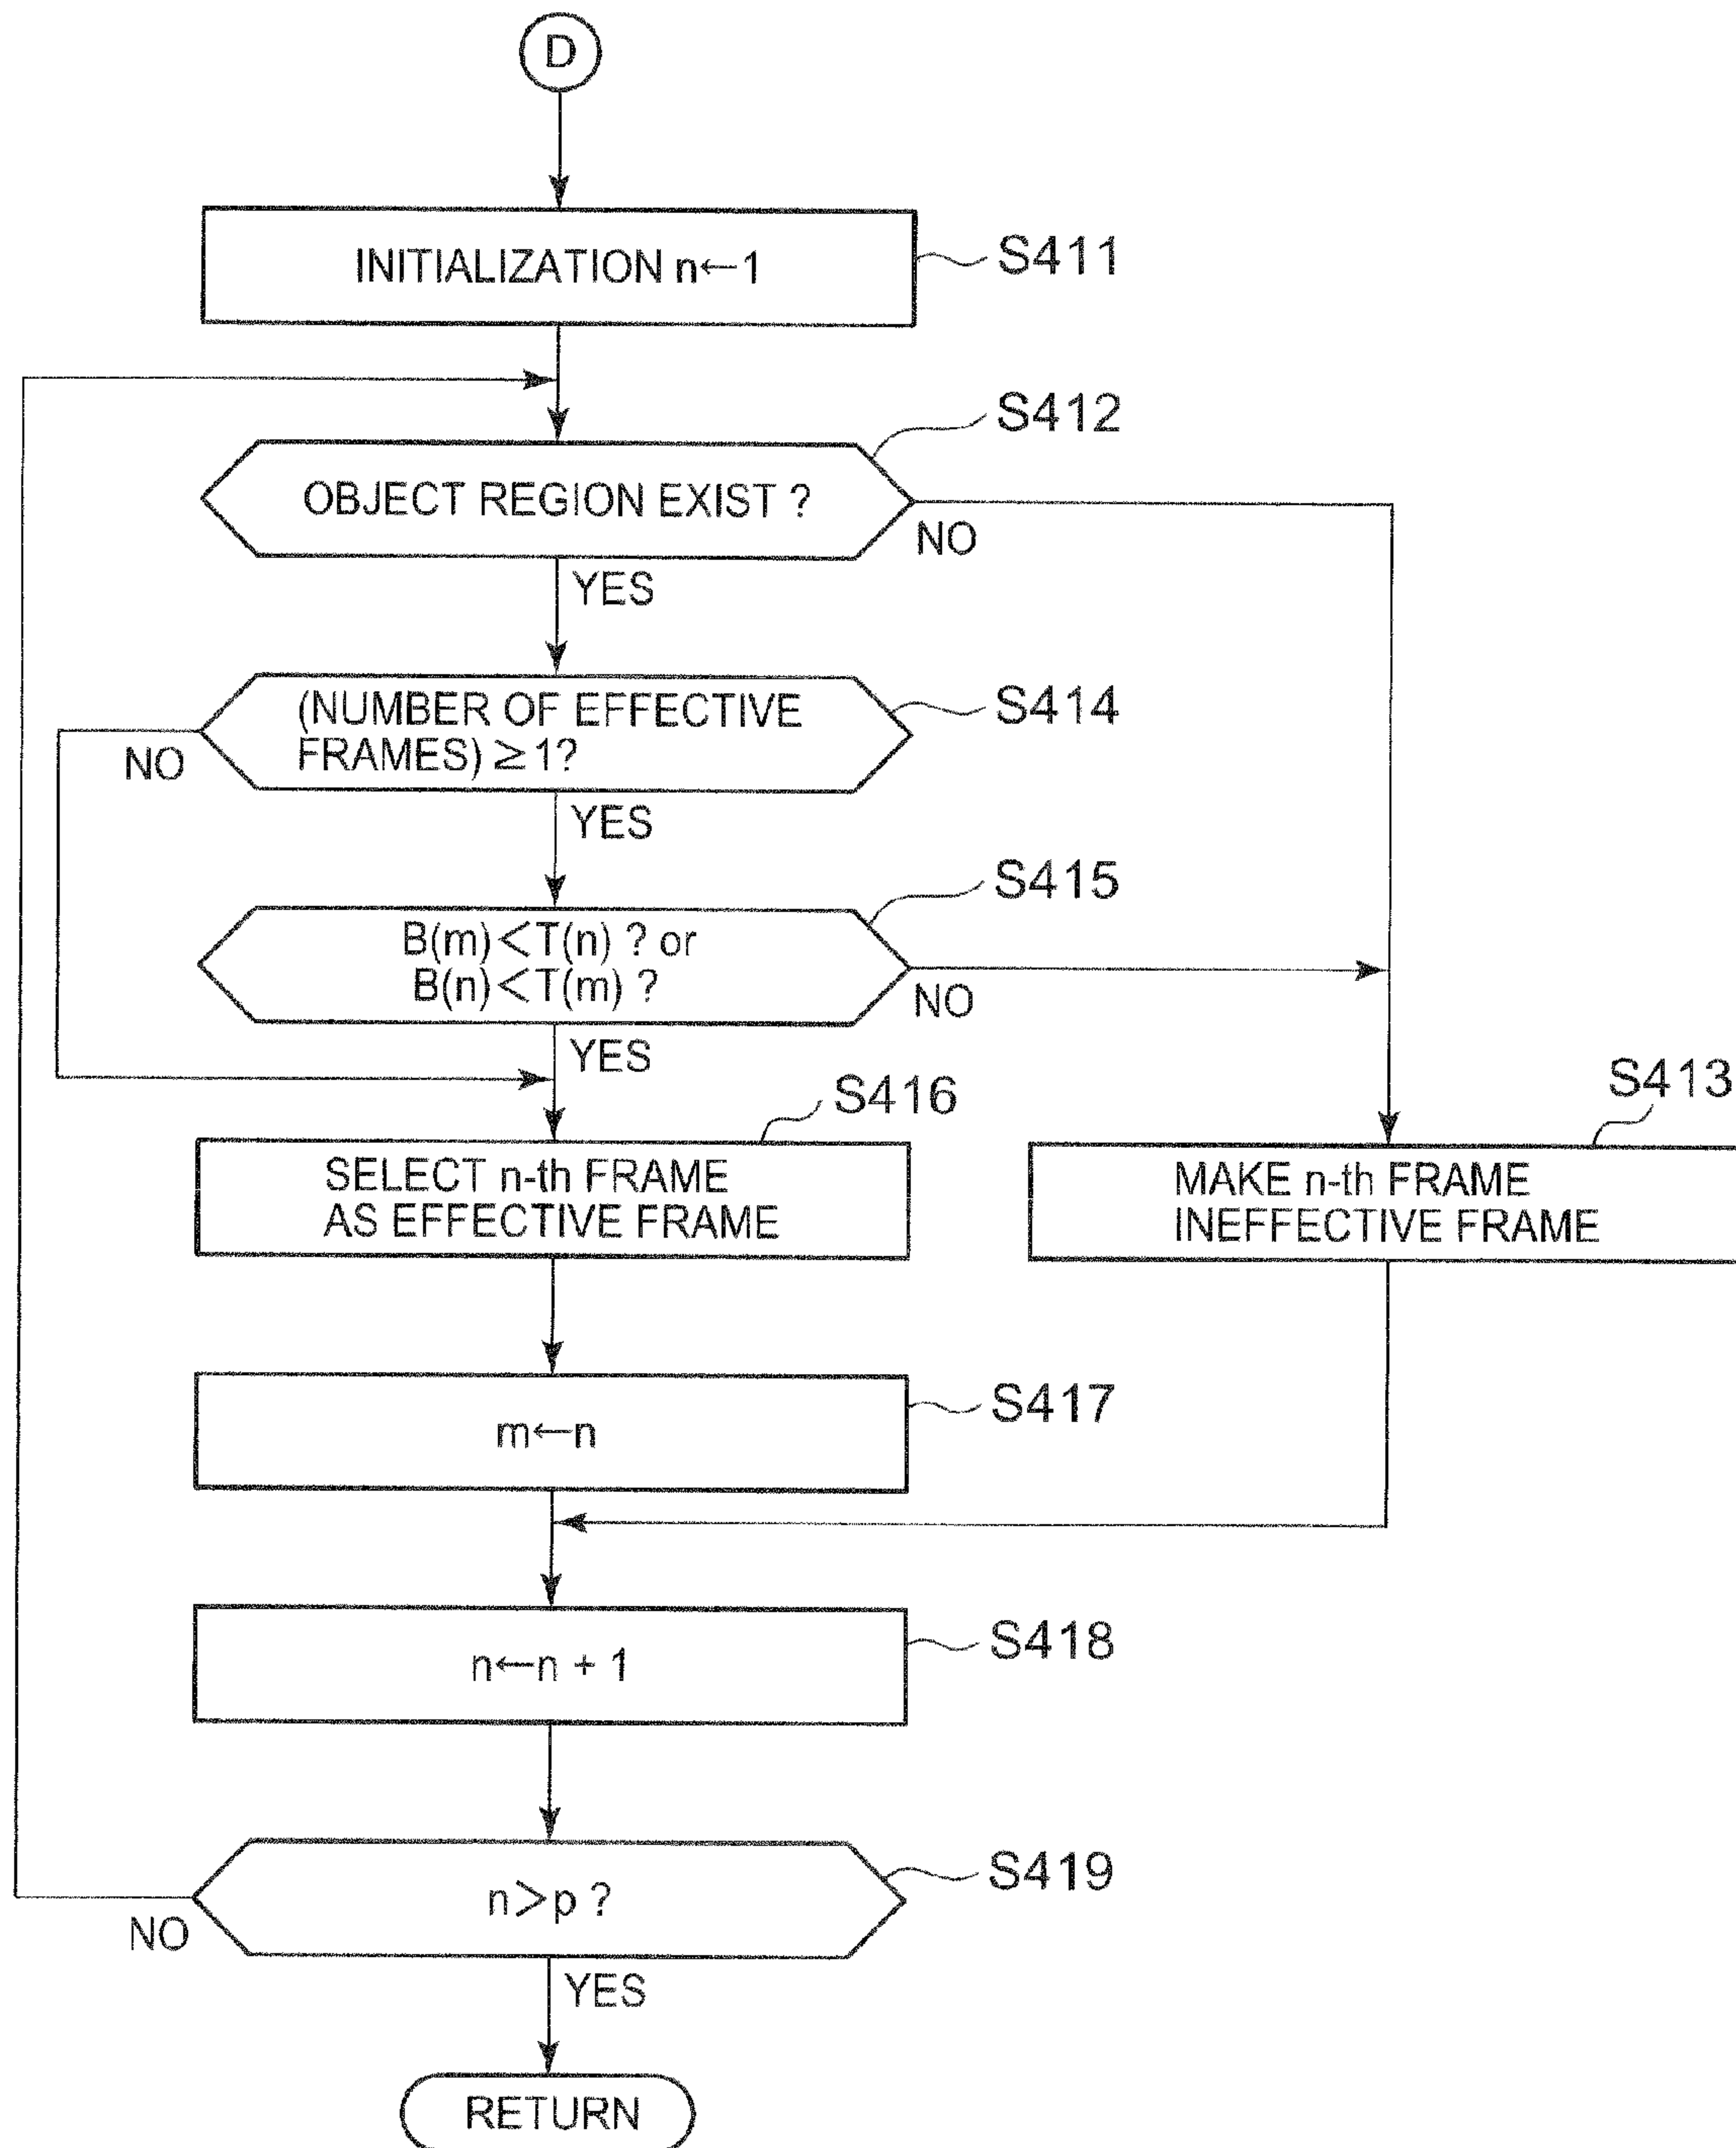 D
INITIALIZATION n←1
S411
S412
OBJECT REGION EXIST ?
NO
YES
(NUMBER OF EFFECTIVE
FRAMES) ≥ 1?
S414
NO
YES
S415
B(m)<T(n) ? or
B(n)<T(m) ?
NO
YES
S416
SELECT n-th FRAME
AS EFFECTIVE FRAME
S413
MAKE n-th FRAME
INEFFECTIVE FRAME
m←n
S417
n←n + 1
S418
n>p ?
S419
NO
YES
RETURN